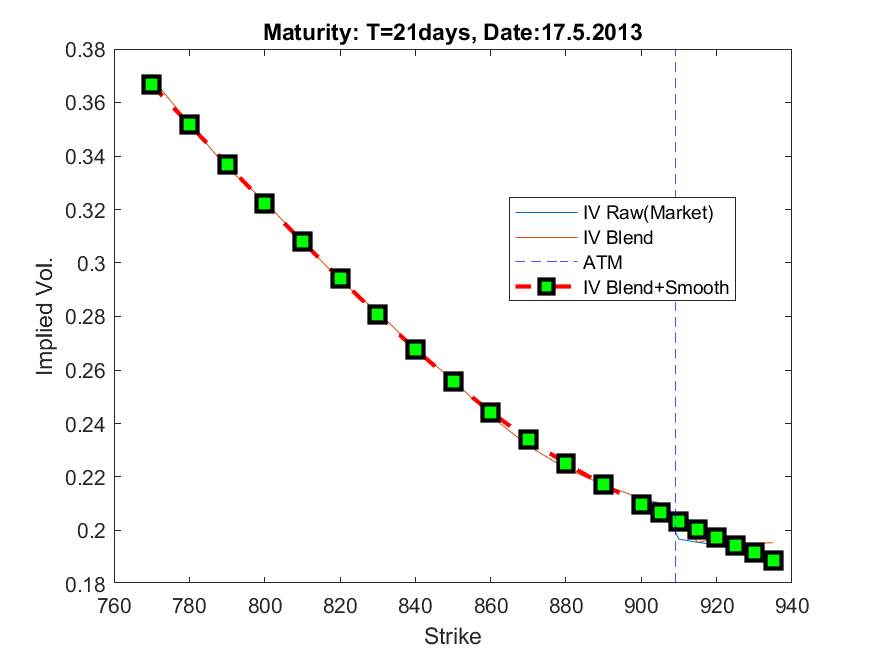 Maturity: T=21days, Date:17.5.2013
0.38
0.36
0.34
0.32
0.3
0.28
0.26
0.24
0.22
0.2
0.18
Implied Vol.
IV Raw(Market)
IV Blend
ATM
IV Blend+Smooth
760 780 800 820 840 860 880 900 920 940
Strike